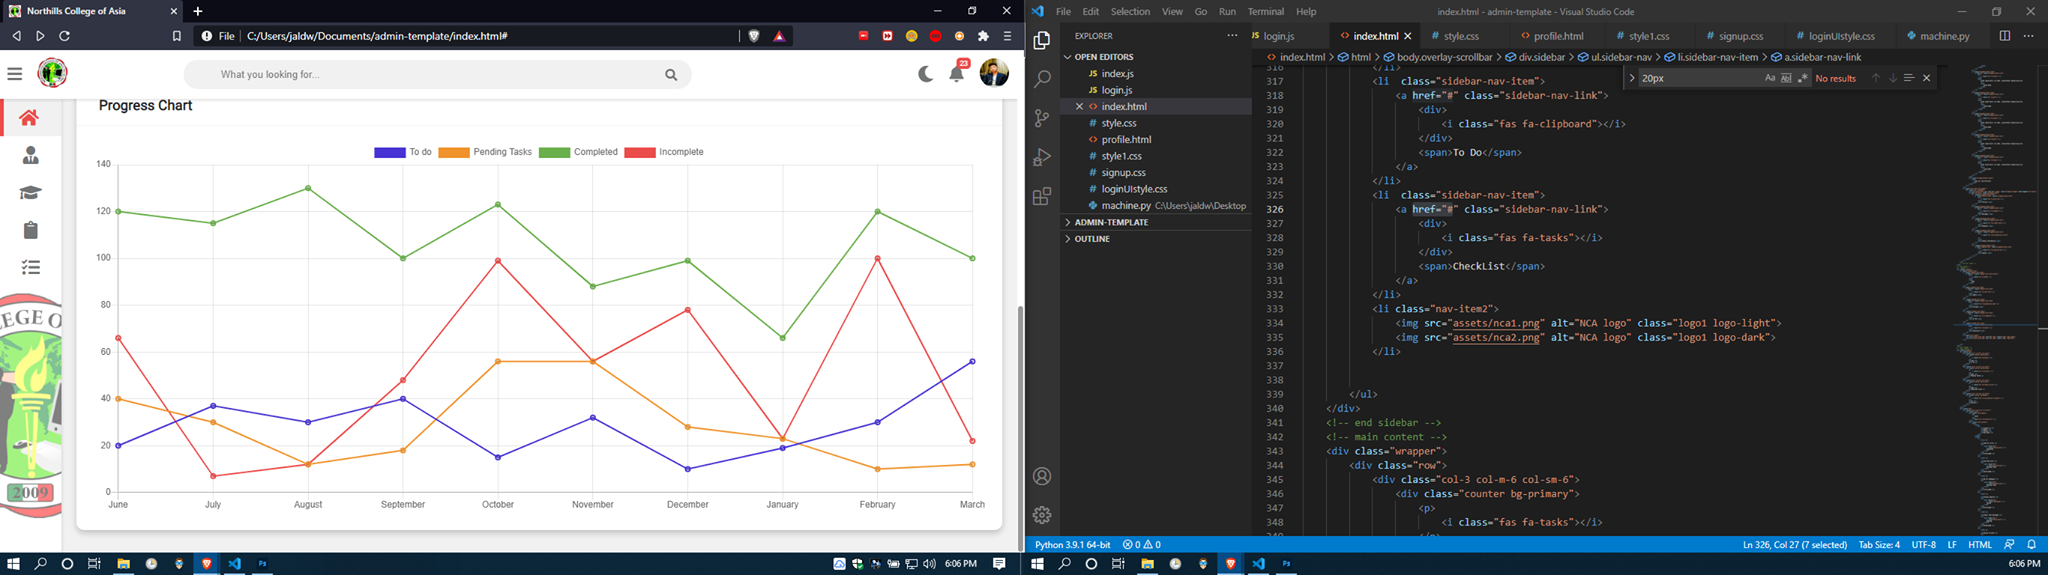 Northills College of Asia
File C:/Users/jaldw/Documents/admin-template/index.html#
What you looking for...
23
Progress Chart
To do Pending Tasks Completed Incomplete
140
120
100
80
60
40
20
0
June July August September October November December January February March
EGE O
2009
6:06 PM
File Edit Selection View Go Run Terminal Help
index.html - admin-template - Visual Studio Code
EXPLORER
OPEN EDITORS
JS index.js
JS login.js
index.html
# style.css
profile.html
# style1.css
# signup.css
# loginUIstyle.css
machine.py C:\Users\jaldw\Desktop
ADMIN-TEMPLATE
OUTLINE
login.js index.html # style.css profile.html # style1.css # signup.css # loginUIstyle.css machine.py
index.html > html > body.overlay-scrollbar > div.sidebar > ul.sidebar-nav > li.sidebar-nav-item > a.sidebar-nav-link
20px Aa No results
316 </li>
317 <li class="sidebar-nav-item">
318 <a href="#" class="sidebar-nav-link">
319 <div>
320 <i class="fas fa-clipboard"></i>
321 </div>
322 <span>To Do</span>
323 </a>
324 </li>
325 <li class="sidebar-nav-item">
326 <a href="#" class="sidebar-nav-link">
327 <div>
328 <i class="fas fa-tasks"></i>
329 </div>
330 <span>CheckList</span>
331 </a>
332 </li>
333 <li class="nav-item2">
334 <img src="assets/nca1.png" alt="NCA logo" class="logo1 logo-light">
335 <img src="assets/nca2.png" alt="NCA logo" class="logo1 logo-dark">
336 </li>
337
338
339 </ul>
340 </div>
341 <!-- end sidebar -->
342 <!-- main content -->
343 <div class="wrapper">
344 <div class="row">
345 <div class="col-3 col-m-6 col-sm-6">
346 <div class="counter bg-primary">
347 <p>
348 <i class="fas fa-tasks"></i>
Python 3.9.1 64-bit 0 0 Ln 326, Col 27 (7 selected) Tab Size: 4 UTF-8 LF HTML
6:06 PM